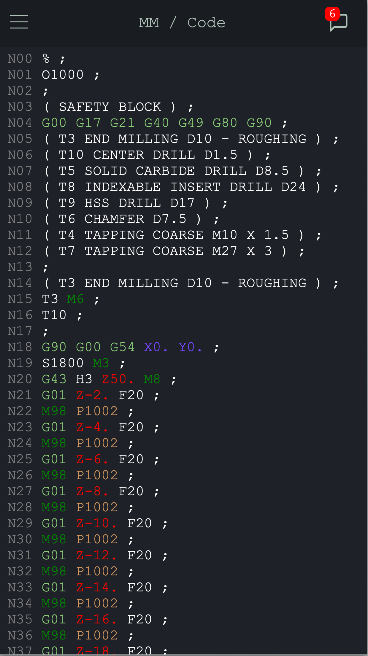 MM / Code
6
N00 % ;
N01 O1000 ;
N02 ;
N03 ( SAFETY BLOCK ) ;
N04 G00 G17 G21 G40 G49 G80 G90 ;
N05 ( T3 END MILLING D10 - ROUGHING ) ;
N06 ( T10 CENTER DRILL D1.5 ) ;
N07 ( T5 SOLID CARBIDE DRILL D8.5 ) ;
N08 ( T8 INDEXABLE INSERT DRILL D24 ) ;
N09 ( T9 HSS DRILL D17 ) ;
N10 ( T6 CHAMFER D7.5 ) ;
N11 ( T4 TAPPING COARSE M10 X 1.5 ) ;
N12 ( T7 TAPPING COARSE M27 X 3 ) ;
N13 ;
N14 ( T3 END MILLING D10 - ROUGHING ) ;
N15 T3 M6 ;
N16 T10 ;
N17 ;
N18 G90 G00 G54 X0. Y0. ;
N19 S1800 M3 ;
N20 G43 H3 Z50. M8 ;
N21 G01 Z-2. F20 ;
N22 M98 P1002 ;
N23 G01 Z-4. F20 ;
N24 M98 P1002 ;
N25 G01 Z-6. F20 ;
N26 M98 P1002 ;
N27 G01 Z-8. F20 ;
N28 M98 P1002 ;
N29 G01 Z-10. F20 ;
N30 M98 P1002 ;
N31 G01 Z-12. F20 ;
N32 M98 P1002 ;
N33 G01 Z-14. F20 ;
N34 M98 P1002 ;
N35 G01 Z-16. F20 ;
N36 M98 P1002 ;
N37 G01 Z-18. F20 ;